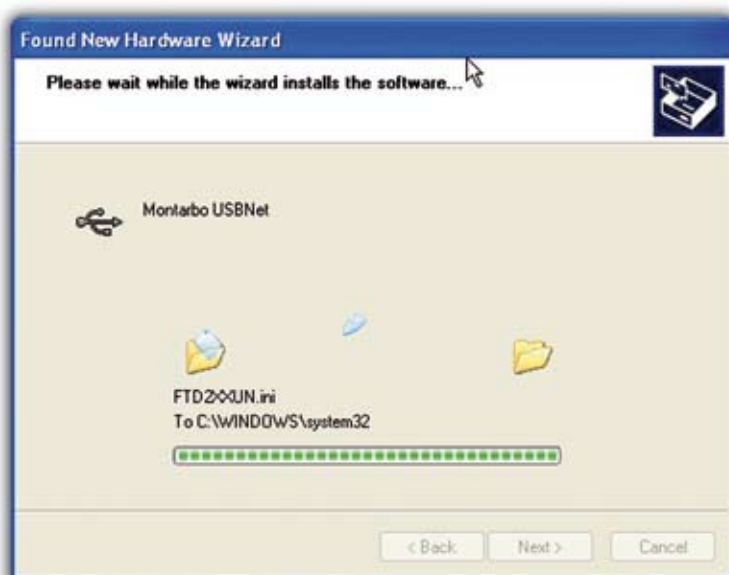 Found New Hardware Wizard
Please wait while the wizard installs the software...
Montarbo USBNet
FTD2XXUN.ini
To C:\WINDOWS\system32
< Back
Next >
Cancel